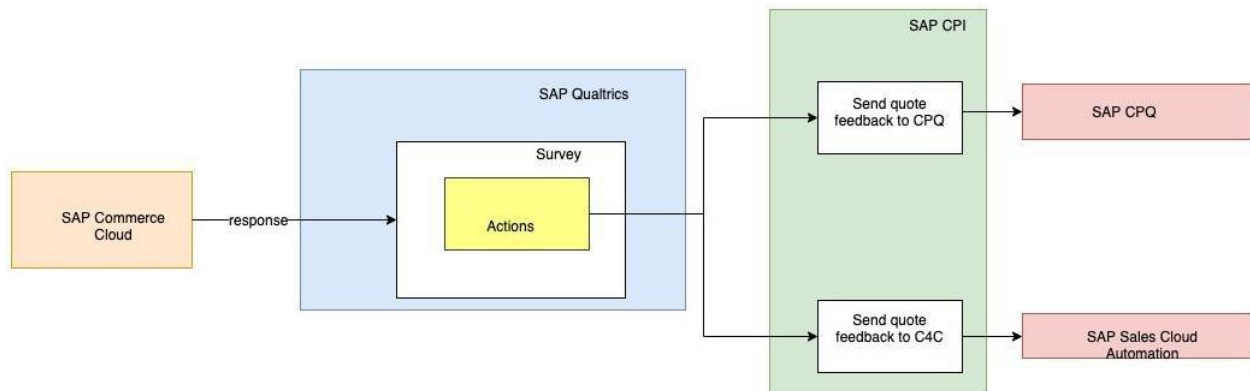 SAP CPI
SAP Qualtrics
Send quote
feedback to CPQ
SAP CPQ
Survey
SAP Commerce
Cloud
response
Actions
Send quote
feedback to C4C
SAP Sales Cloud
Automation